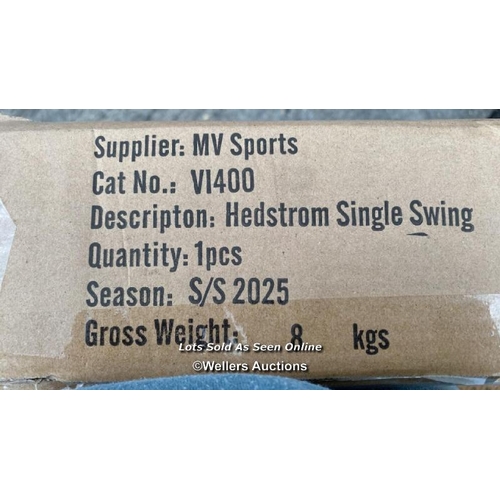 Supplier: MV Sports
Cat No.: V1400
Descripton: Hedstrom Single Swing
Quantity: 1pcs
Season: S/S 2025
Gross Weight: 8 kgs
Lots Sold As Seen Online
©Wellers Auctions